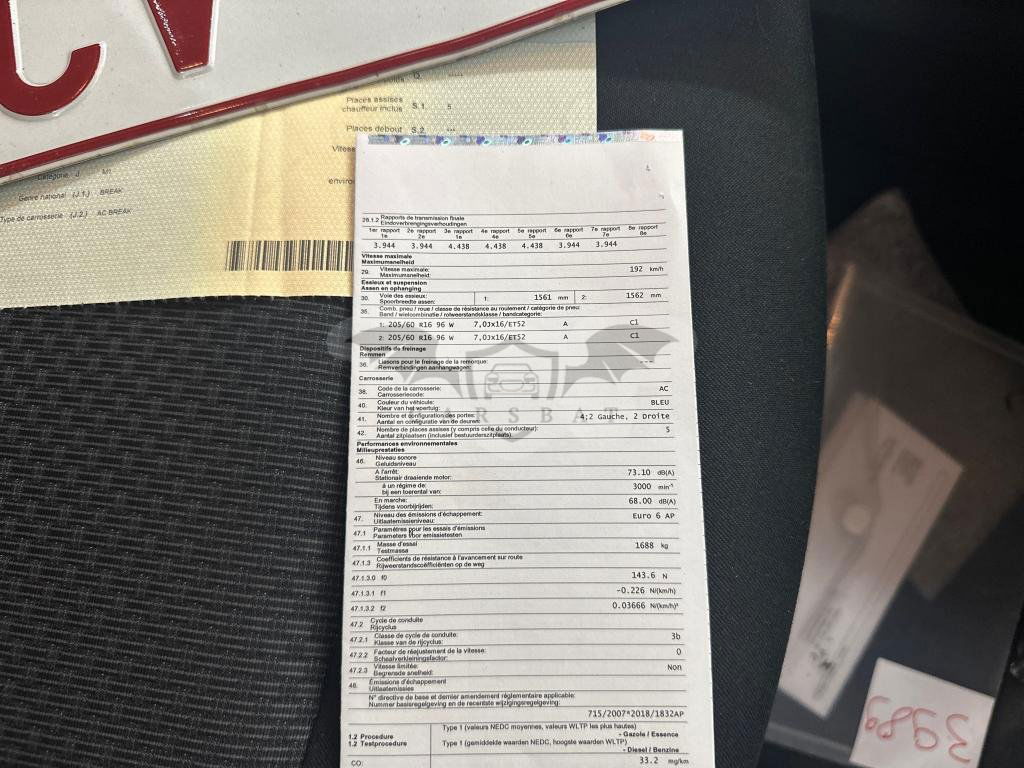 Places assises
chauffeur inclus S.1. 5
Places debout S.2. ---
Vitess
environ
Catégorie J. M1
Genre national (J.1.) BREAK
Type de carrosserie (J.2.) AC BREAK
28.1.2 Rapports de transmission finale
Eindoverbrengingsverhoudingen
1er rapport 2e rapport 3e rapport 4e rapport 5e rapport 6e rapport 7e rapport 8e rapport
1e 2e 3e 4e 5e 6e 7e 8e
3.944 3.944 4.438 4.438 4.438 3.944 3.944
Vitesse maximale
Maximumsnelheid
29. Vitesse maximale: 192 km/h
Maximumsnelheid:
Essieux et suspension
Assen en ophanging
30. Voie des essieux: 1: 1561 mm 2: 1562 mm
Spoorbreedte assen:
35. Comb. pneu / roue / classe de résistance au roulement / catégorie de pneu:
Band / wielcombinatie / rolweerstandsklasse / bandcategorie:
1: 205/60 R16 96 W 7,0Jx16/ET52 A C1
2: 205/60 R16 96 W 7,0Jx16/ET52 A C1
Dispositifs de freinage
Remmen
36. Liasons pour le freinage de la remorque: ---
Remverbindingen aanhangwagen:
Carrosserie
38. Code de la carrosserie: AC
Carrosseriecode:
40. Couleur du véhicule: BLEU
Kleur van het voertuig:
41. Nombre et configuration des portes: 4;2 Gauche, 2 Droite
Aantal en configuratie van de deuren:
42. Nombre de places assises (y compris celle du conducteur): 5
Aantal zitplaatsen (inclusief bestuurderszitplaats):
CARSBAT
Performances environnementales
Milieuprestaties
46. Niveau sonore
Geluidsniveau
A l'arrêt: 73.10 dB(A)
Stationair draaiende motor:
à un régime de: 3000 min⁻¹
bij een toerental van:
En marche: 68.00 dB(A)
Tijdens voorbijrijden:
47. Niveau des émissions d'échappement: Euro 6 AP
Uitlaatemissieniveau:
47.1 Paramètres pour les essais d'émissions
Parameters voor emissietesten
47.1.1 Masse d'essai 1688 kg
Testmassa
47.1.3 Coefficients de résistance à l'avancement sur route
Rijweerstandscoëfficiënten op de weg
47.1.3.0 f0 143.6 N
47.1.3.1 f1 -0.226 N/(km/h)
47.1.3.2 f2 0.03666 N/(km/h)²
47.2 Cycle de conduite
Rijcyclus
47.2.1 Classe de cycle de conduite: 3b
Klasse van de rijcyclus:
47.2.2 Facteur de réajustement de la vitesse: 0
Schaalverkleiningsfactor:
47.2.3 Vitesse limitée: Non
Begrensde snelheid:
48. Émissions d'échappement
Uitlaatemissies
N° directive de base et dernier amendement réglementaire applicable:
Nummer basisregelgeving en de recentste wijzigingsregelgeving:
715/2007*2018/1832AP
1.2 Procedure Type 1 (valeurs NEDC moyennes, valeurs WLTP les plus hautes)
- Gazole / Essence
1.2 Testprocedure Type 1 (gemiddelde waarden NEDC, hoogste waarden WLTP)
- Diesel / Benzine
CO: 33.2 mg/km
3989